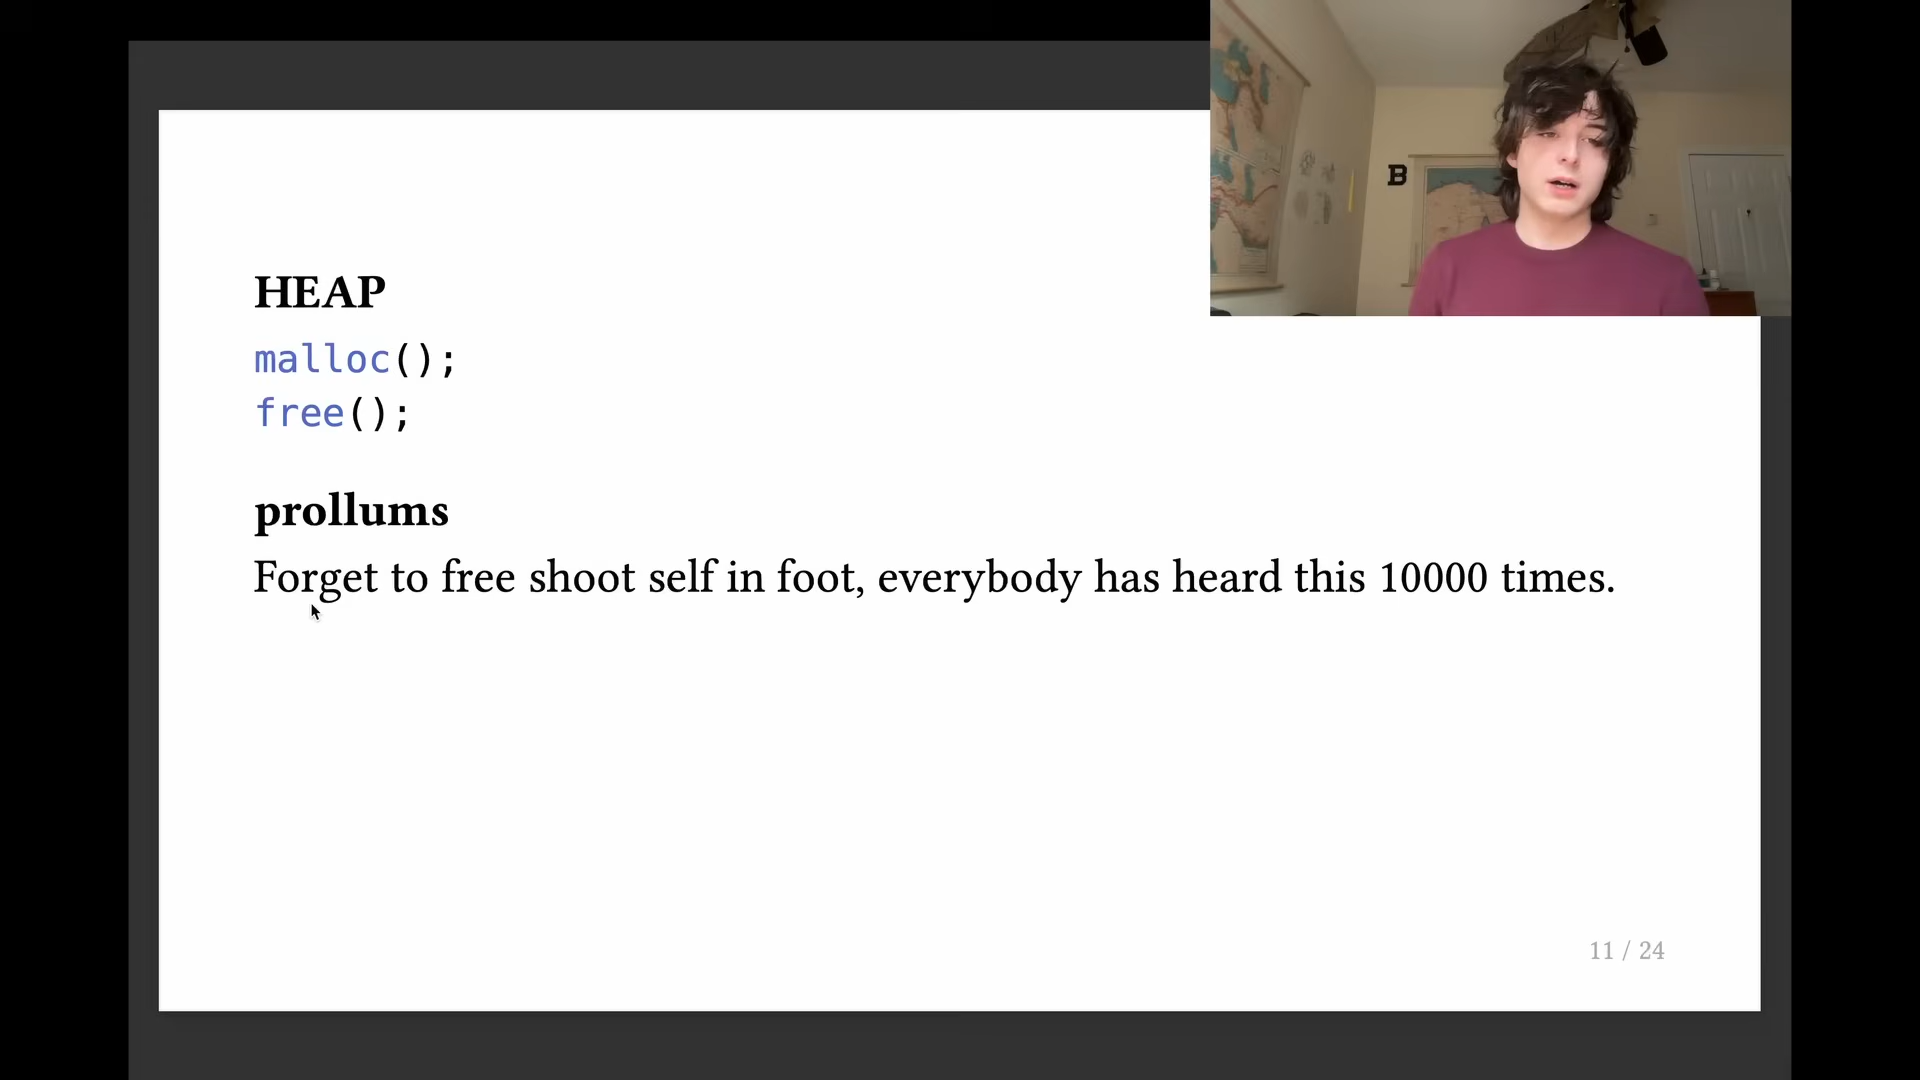 B
HEAP
malloc();
free();
prollums
Forget to free shoot self in foot, everybody has heard this 10000 times.
11 / 24